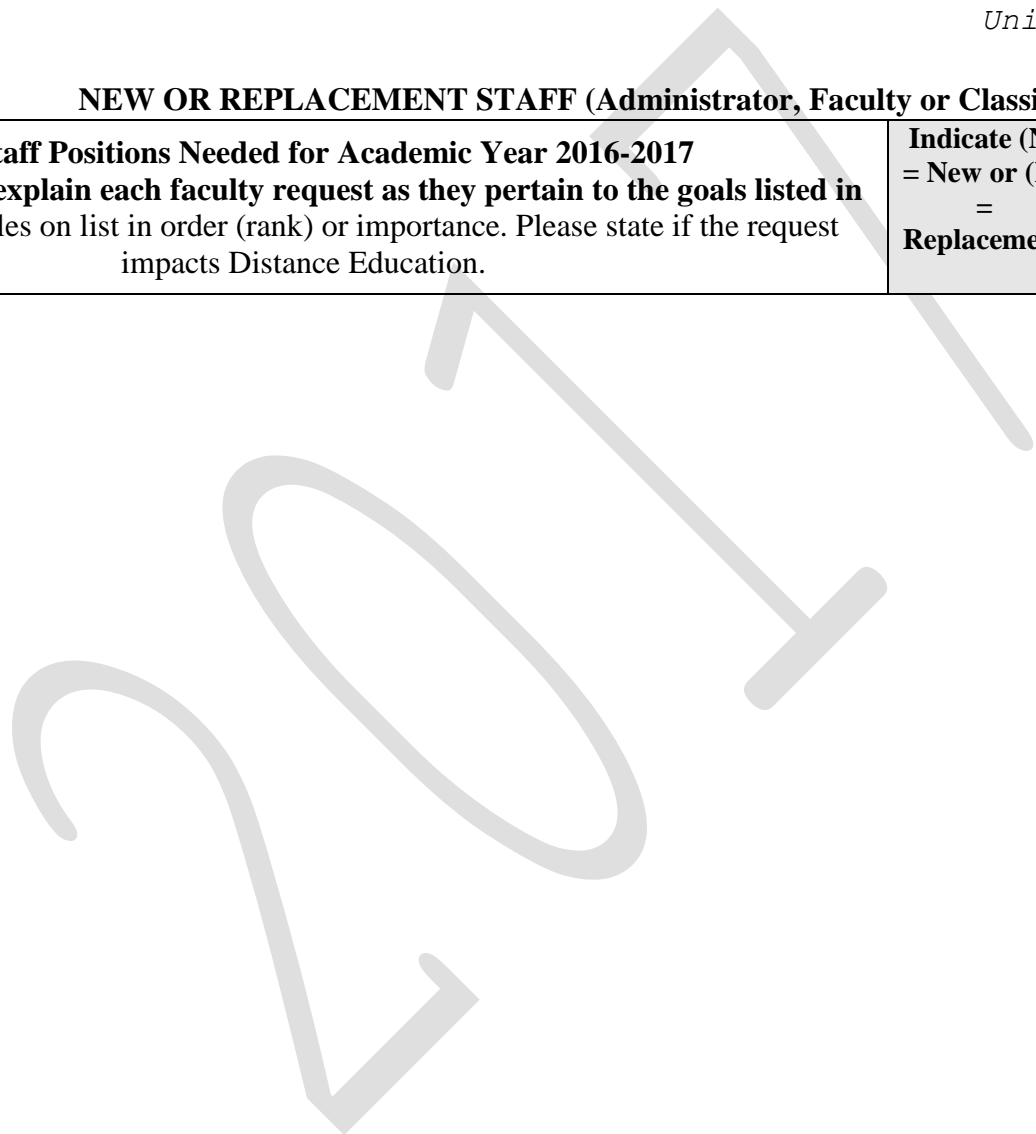 Uni
NEW OR REPLACEMENT STAFF (Administrator, Faculty or Classi
taff Positions Needed for Academic Year 2016-2017
explain each faculty request as they pertain to the goals listed in
les on list in order (rank) or importance. Please state if the request
impacts Distance Education.
Indicate (N
= New or (
=
Replaceme
2017